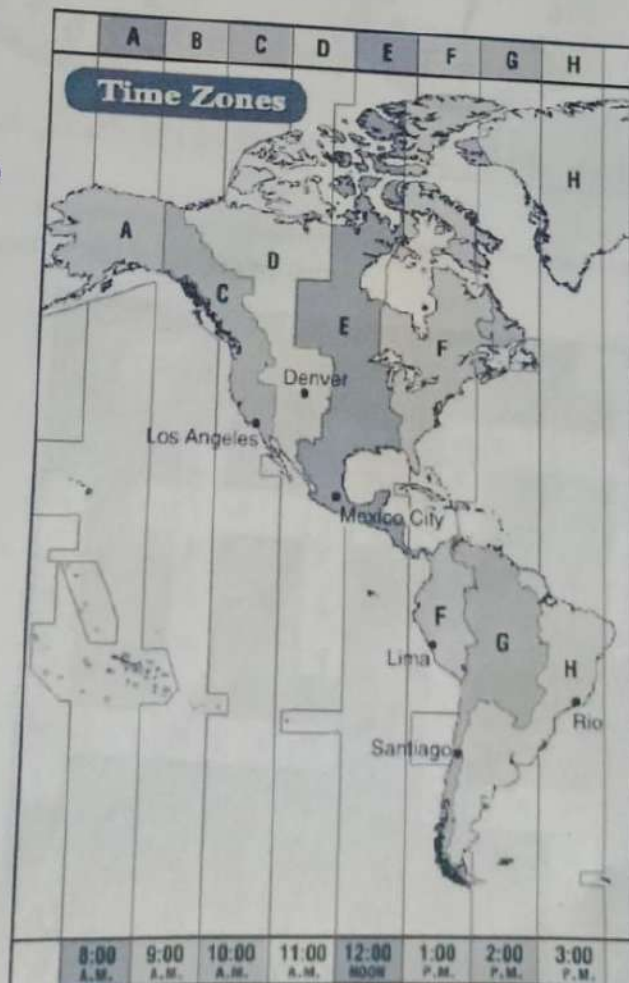 A B C D E F G H
Time Zones
H
A
D
C
E
F
Denver
Los Angeles
Mexico City
F
G
Lima
H
Rio
Santiago
8:00 9:00 10:00 11:00 12:00 1:00 2:00 3:00
A.M. A.M. A.M. A.M. NOON P.M. P.M. P.M.